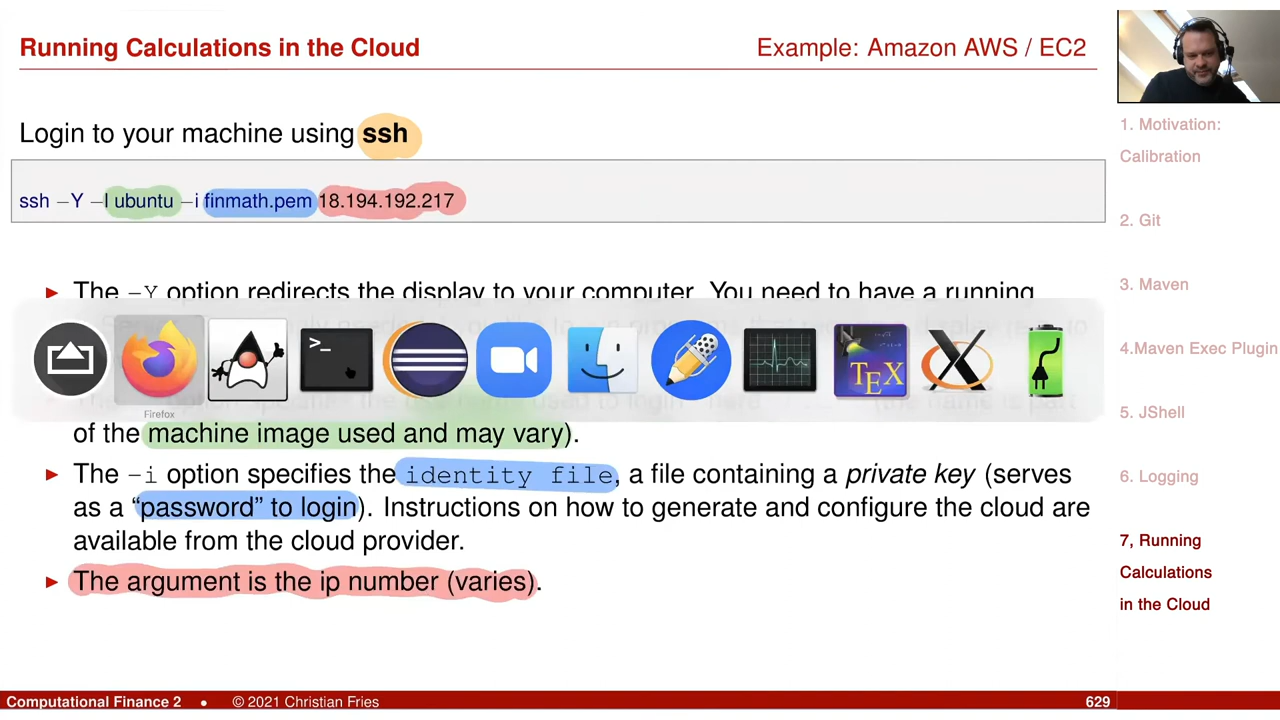 Running Calculations in the Cloud
Example: Amazon AWS / EC2
Login to your machine using ssh
ssh −Y −l ubuntu −i finmath.pem 18.194.192.217
► The −Y option redirects the display to your computer. You need to have a running
>_
TEX
Firefox
of the machine image used and may vary).
► The −i option specifies the identity file, a file containing a private key (serves
as a “password” to login). Instructions on how to generate and configure the cloud are
available from the cloud provider.
► The argument is the ip number (varies).
1. Motivation:
Calibration
2. Git
3. Maven
4.Maven Exec Plugin
5. JShell
6. Logging
7, Running
Calculations
in the Cloud
Computational Finance 2 • © 2021 Christian Fries
629